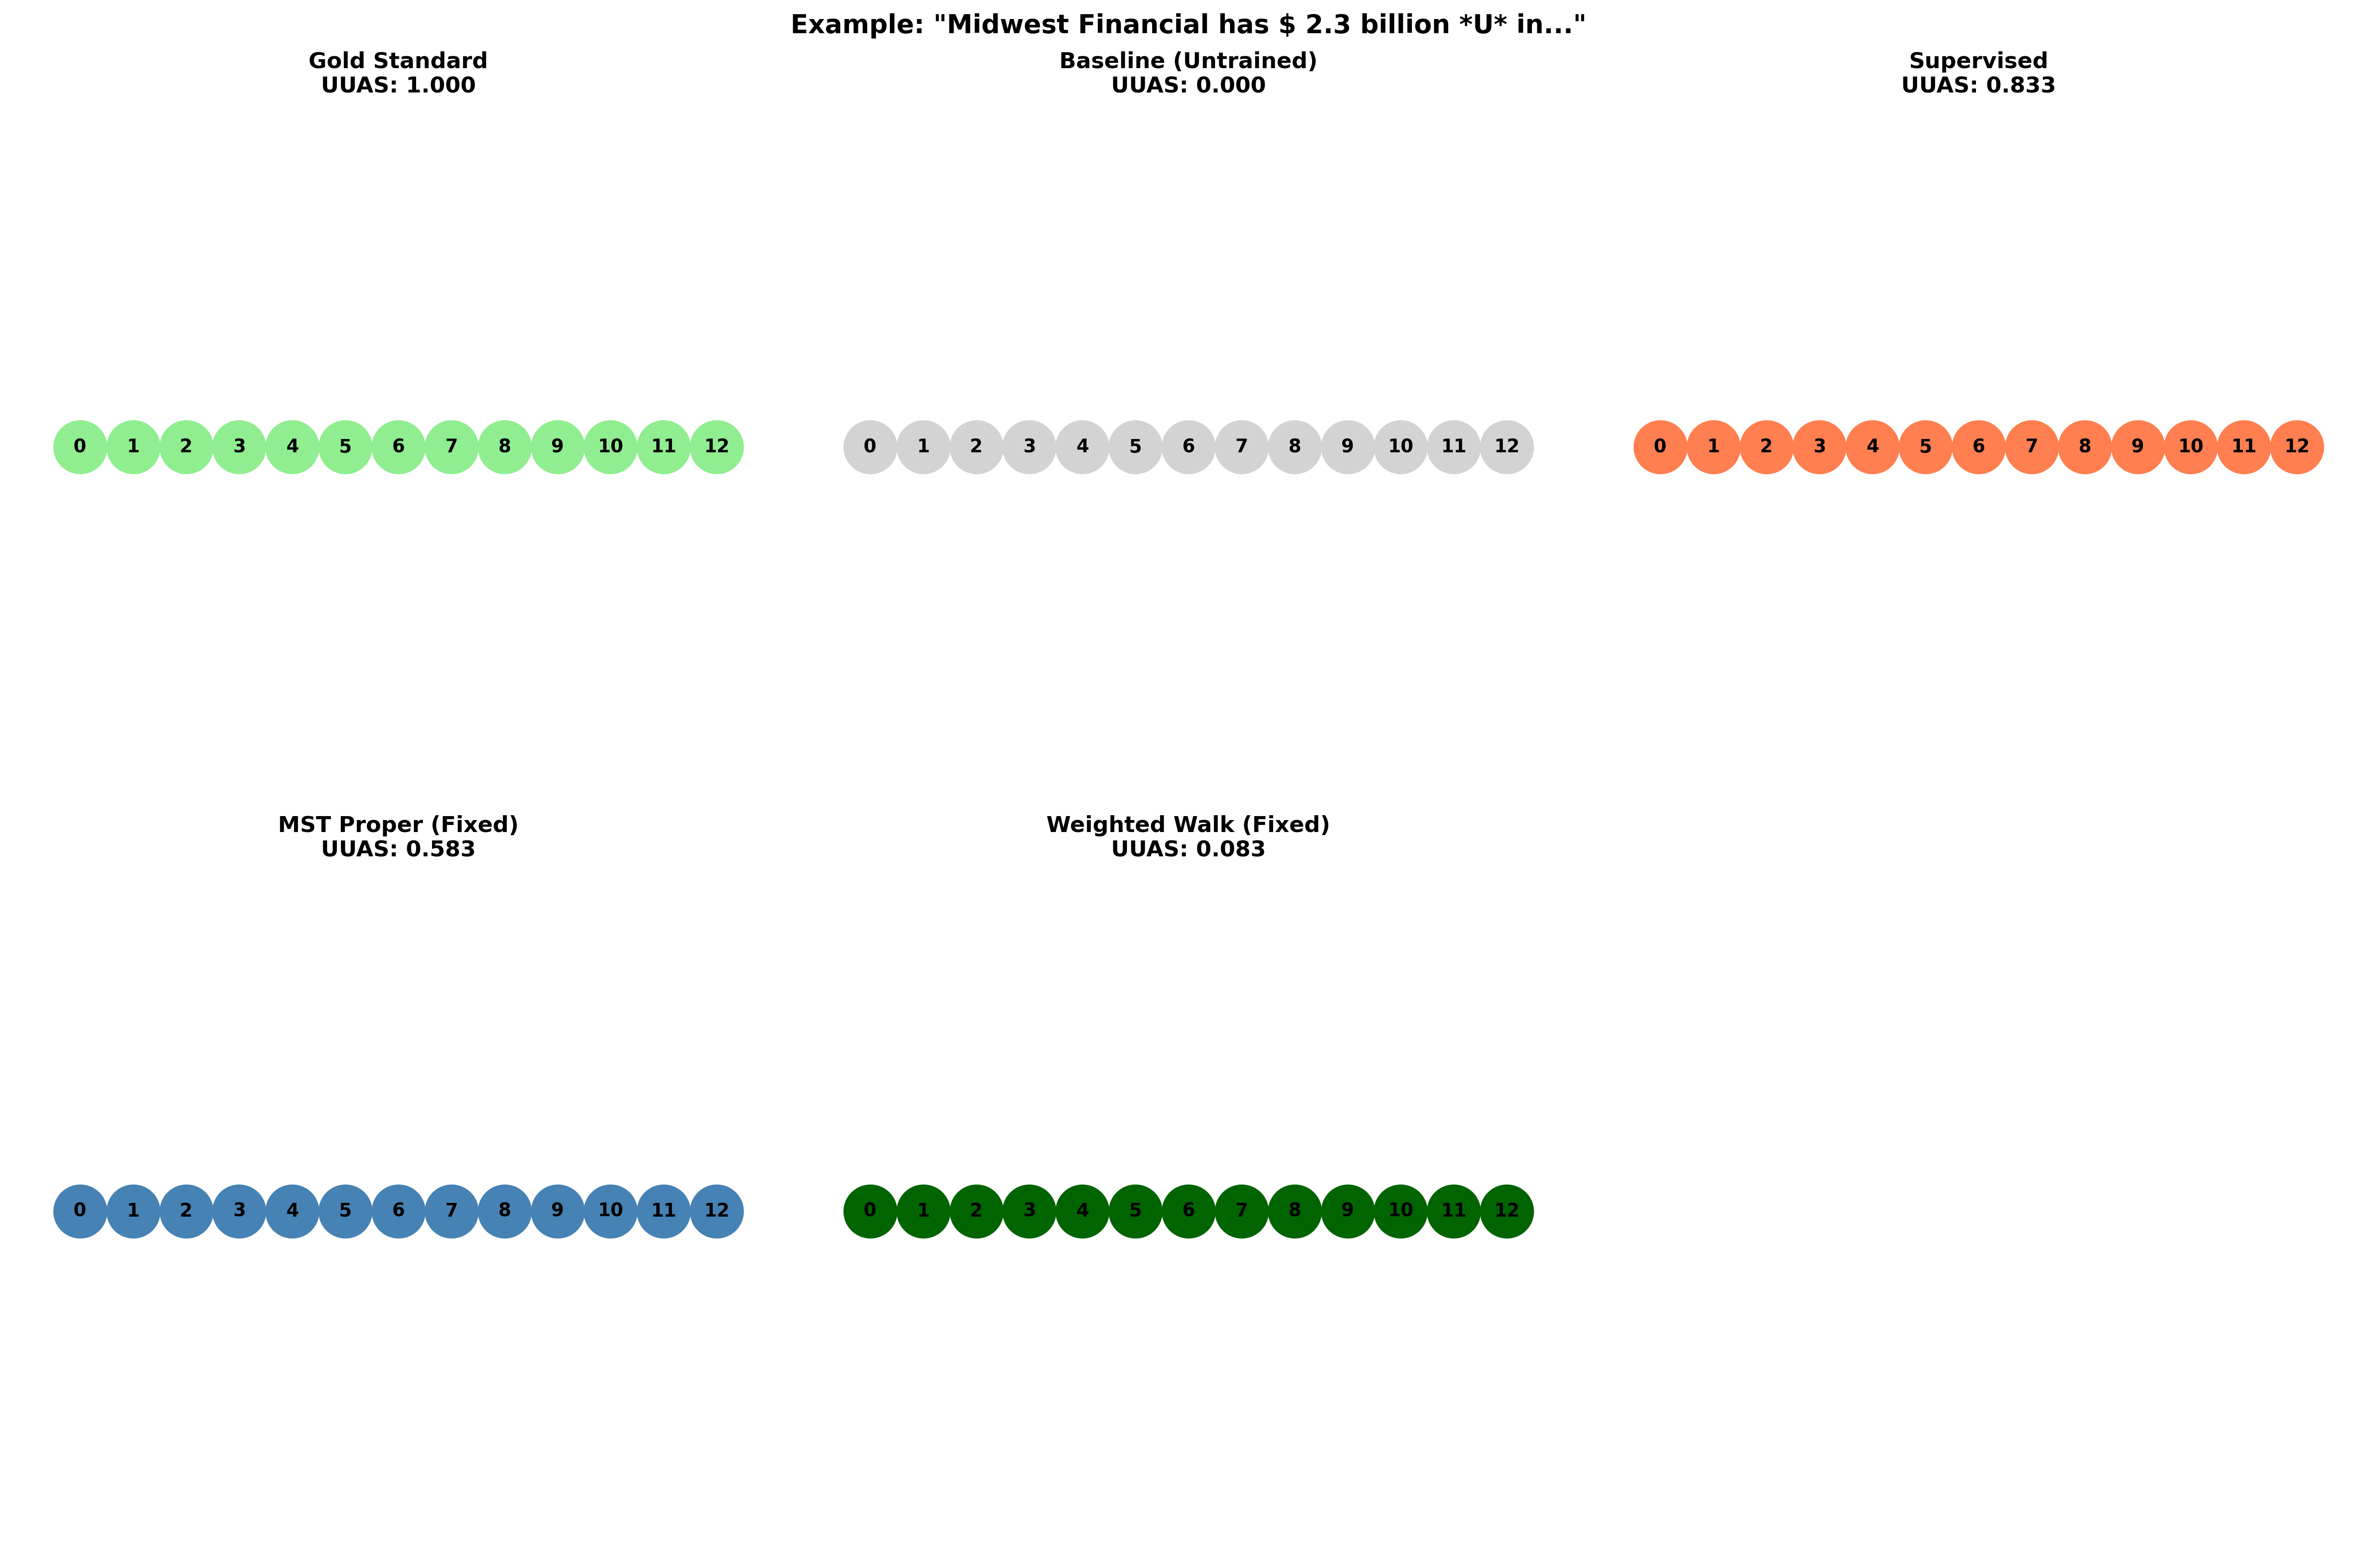 Example: "Midwest Financial has $ 2.3 billion *U* in..."
Gold Standard
UUAS: 1.000
0 1 2 3 4 5 6 7 8 9 10 11 12
Baseline (Untrained)
UUAS: 0.000
0 1 2 3 4 5 6 7 8 9 10 11 12
Supervised
UUAS: 0.833
0 1 2 3 4 5 6 7 8 9 10 11 12
MST Proper (Fixed)
UUAS: 0.583
0 1 2 3 4 5 6 7 8 9 10 11 12
Weighted Walk (Fixed)
UUAS: 0.083
0 1 2 3 4 5 6 7 8 9 10 11 12